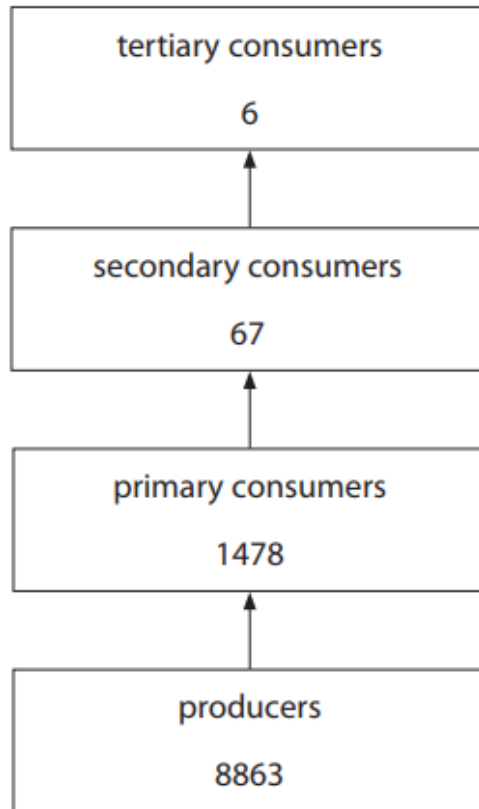 tertiary consumers
6
secondary consumers
67
primary consumers
1478
producers
8863